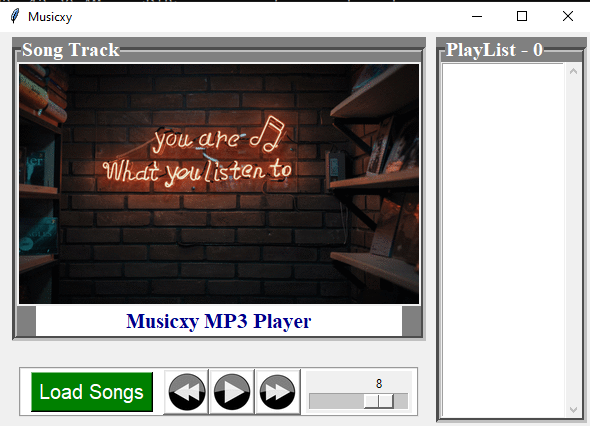 Musicxy
Song Track
PlayList - 0
you are
What you listen to
Musicxy MP3 Player
Load Songs
8